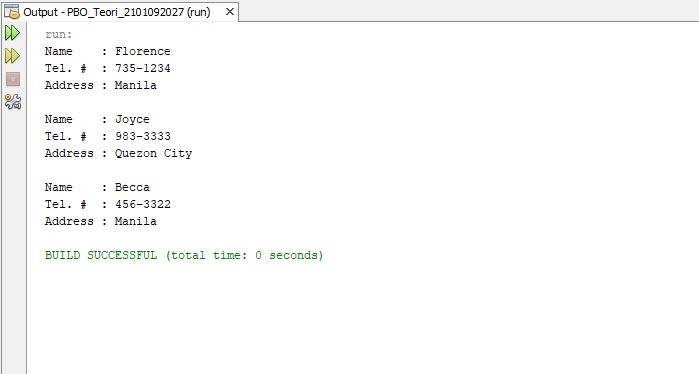 Output - PBO_Teori_2101092027 (run)
run:
Name    : Florence
Tel. #  : 735-1234
Address : Manila
Name    : Joyce
Tel. #  : 983-3333
Address : Quezon City
Name    : Becca
Tel. #  : 456-3322
Address : Manila
BUILD SUCCESSFUL (total time: 0 seconds)